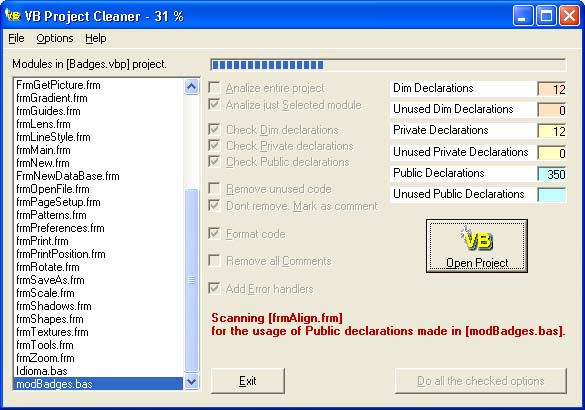 VB Project Cleaner - 31 %
File Options Help
Modules in [Badges.vbp] project.
FrmGetPicture.frm
frmGradient.frm
frmGuides.frm
frmLens.frm
frmLineStyle.frm
frmMain.frm
frmNew.frm
FrmNewDataBase.frm
frmOpenFile.frm
frmPageSetup.frm
frmPatterns.frm
frmPreferences.frm
frmPrint.frm
frmPrintPosition.frm
frmRotate.frm
frmSaveAs.frm
frmScale.frm
frmShadows.frm
frmShapes.frm
frmTextures.frm
frmTools.frm
frmZoom.frm
Idioma.bas
modBadges.bas
Analize entire project
Analize just Selected module
Check Dim declarations
Check Private declarations
Check Public declarations
Remove unused code
Dont remove. Mark as comment
Format code
Remove all Comments
Add Error handlers
Dim Declarations 12
Unused Dim Declarations 0
Private Declarations 12
Unused Private Declarations 0
Public Declarations 350
Unused Public Declarations
VB
Open Project
Scanning [frmAlign.frm]
for the usage of Public declarations made in [modBadges.bas].
Exit
Do all the checked options